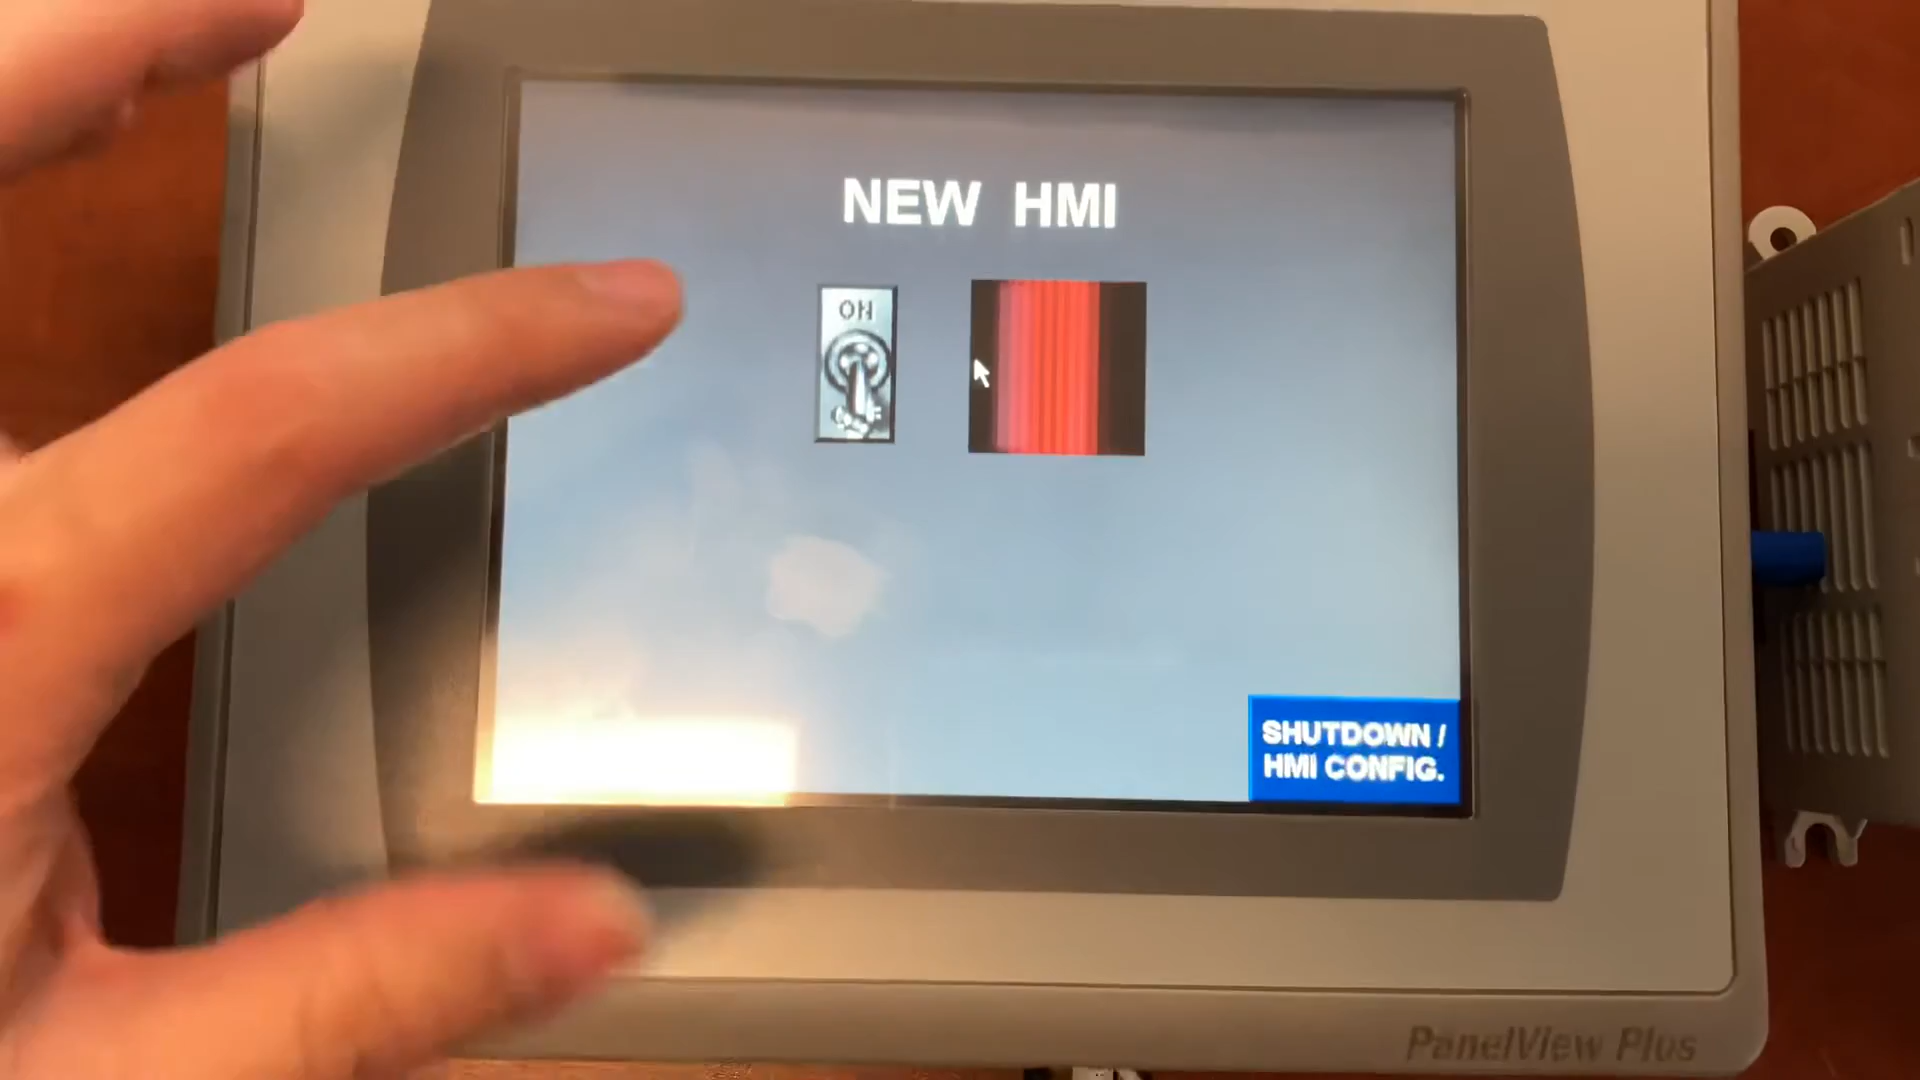 NEW HMI
ON
SHUTDOWN /
HMI CONFIG.
PanelView Plus